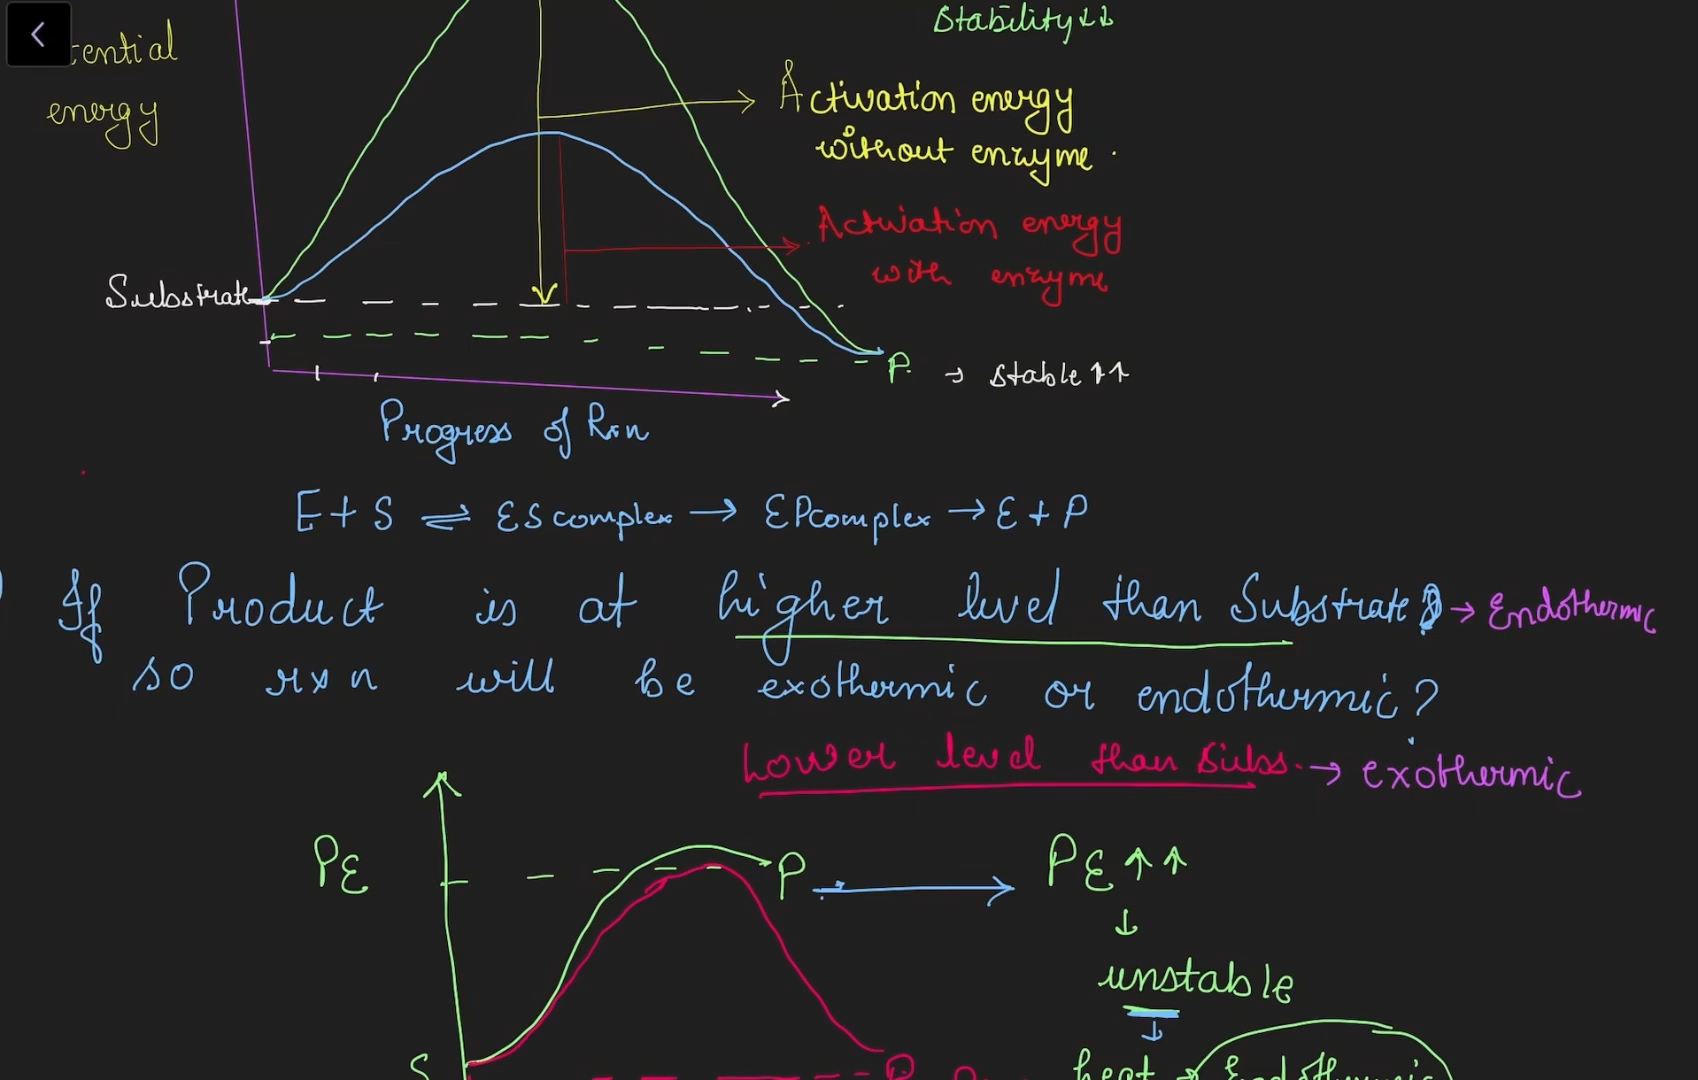 Stability↓↓
tential
energy
Activation energy
without enzyme.
Activation energy
with enzyme
Substrate
P. → Stable↑↑
Progress of Rxn
E + S ⇌ ES complex → EP complex → E + P
If Product is at higher level than Substrate → Endothermic
so rxn will be exothermic or endothermic?
Lower level than Subs. → exothermic
PE
P → PE↑↑
↓
unstable
↓
S
P
heat
Endothermic